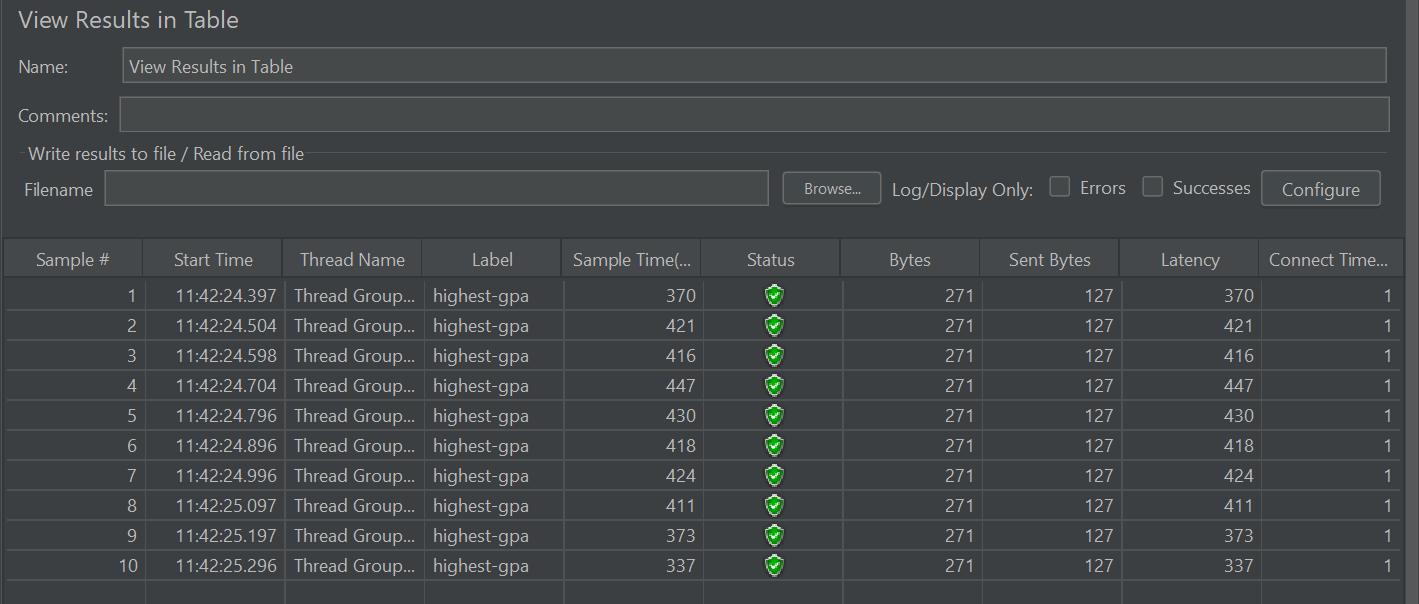 View Results in Table
Name: View Results in Table
Comments:
Write results to file / Read from file
Filename Browse... Log/Display Only: Errors Successes Configure
Sample # Start Time Thread Name Label Sample Time(... Status Bytes Sent Bytes Latency Connect Time...
1 11:42:24.397 Thread Group... highest-gpa 370 271 127 370 1
2 11:42:24.504 Thread Group... highest-gpa 421 271 127 421 1
3 11:42:24.598 Thread Group... highest-gpa 416 271 127 416 1
4 11:42:24.704 Thread Group... highest-gpa 447 271 127 447 1
5 11:42:24.796 Thread Group... highest-gpa 430 271 127 430 1
6 11:42:24.896 Thread Group... highest-gpa 418 271 127 418 1
7 11:42:24.996 Thread Group... highest-gpa 424 271 127 424 1
8 11:42:25.097 Thread Group... highest-gpa 411 271 127 411 1
9 11:42:25.197 Thread Group... highest-gpa 373 271 127 373 1
10 11:42:25.296 Thread Group... highest-gpa 337 271 127 337 1